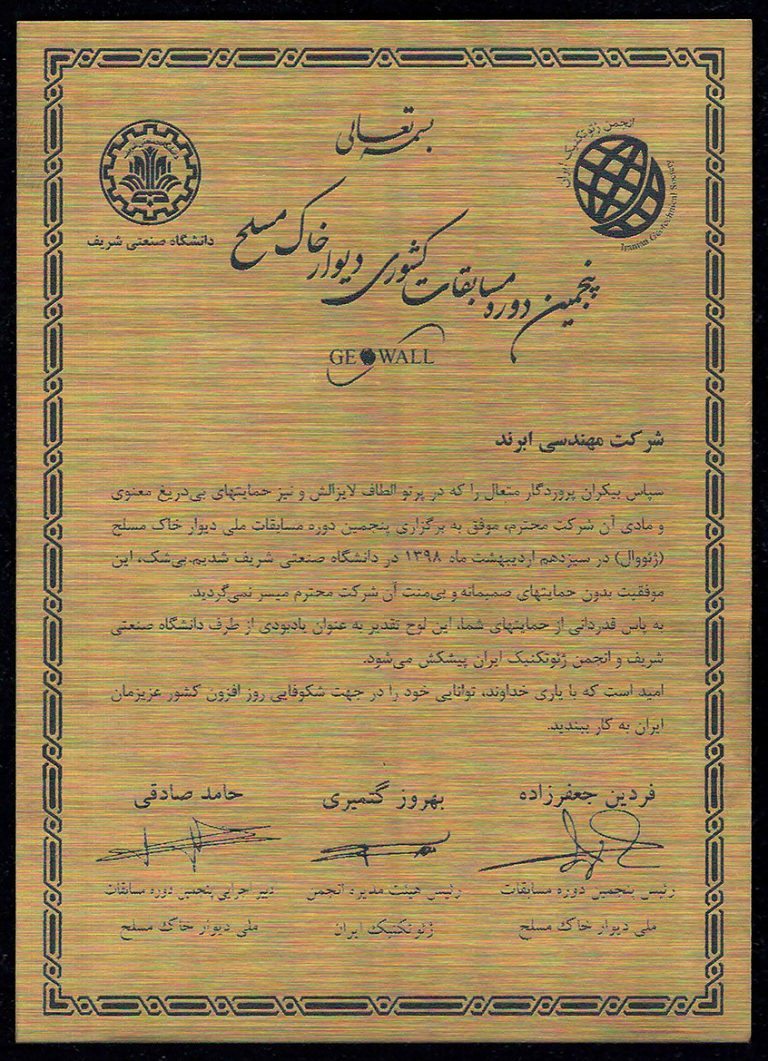 بسمه تعالی
انجمن ژئوتکنیک ایران
Iranian Geotechnical Society
دانشگاه صنعتی شریف
پنجمین دوره مسابقات کشوری دیوار خاک مسلح
GEOWALL
شرکت مهندسی ابرند
سپاس بیکران پروردگار متعال را که در پرتو الطاف لایزالش و نیز حمایتهای بی‌دریغ معنوی
و مادی آن شرکت محترم، موفق به برگزاری پنجمین دوره مسابقات ملی دیوار خاک مسلح
(ژئووال) در سیزدهم اردیبهشت ماه ۱۳۹۸ در دانشگاه صنعتی شریف شدیم.بی‌شک، این
موفقیت بدون حمایتهای صمیمانه و بی‌منت آن شرکت محترم میسر نمی‌گردید.
به پاس قدردانی از حمایتهای شما، این لوح تقدیر به عنوان یادبودی از طرف دانشگاه صنعتی
شریف و انجمن ژئوتکنیک ایران پیشکش می‌شود.
امید است که با یاری خداوند، توانایی خود را در جهت شکوفایی روز افزون کشور عزیزمان
ایران به کار ببندید.
فردین جعفرزاده بهروز گتمیری حامد صادقی
رئیس پنجمین دوره مسابقات رئیس هیئت مدیره انجمن دبیر اجرایی پنجمین دوره مسابقات
ملی دیوار خاک مسلح ژئوتکنیک ایران ملی دیوار خاک مسلح